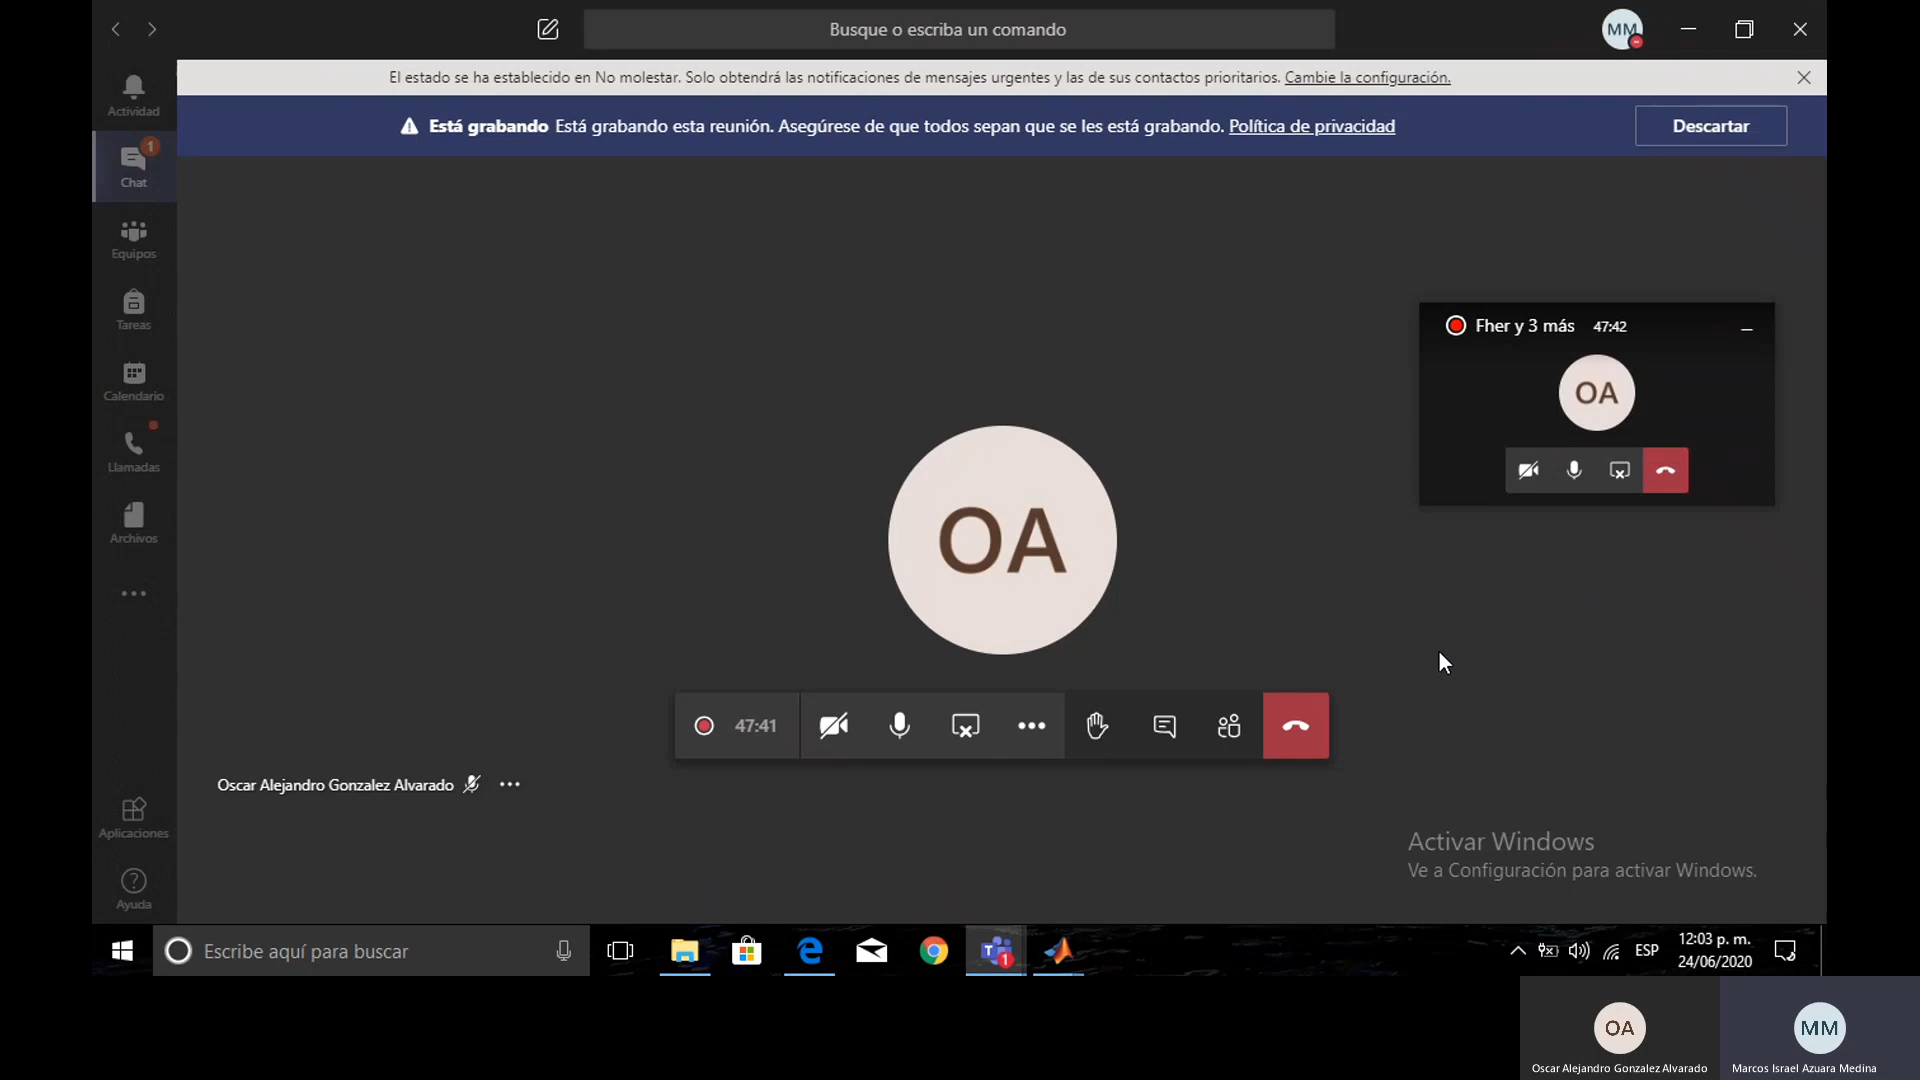 Busque o escriba un comando
MM
El estado se ha establecido en No molestar. Solo obtendrá las notificaciones de mensajes urgentes y las de sus contactos prioritarios. Cambie la configuración.
Está grabando Está grabando esta reunión. Asegúrese de que todos sepan que se les está grabando. Política de privacidad
Descartar
Actividad
1
Chat
Equipos
Tareas
Calendario
Llamadas
Archivos
Aplicaciones
Ayuda
Fher y 3 más 47:42
OA
OA
47:41
Oscar Alejandro Gonzalez Alvarado
Activar Windows
Ve a Configuración para activar Windows.
Escribe aquí para buscar
T
1
ESP
12:03 p. m.
24/06/2020
OA
Oscar Alejandro Gonzalez Alvarado
MM
Marcos Israel Azuara Medina